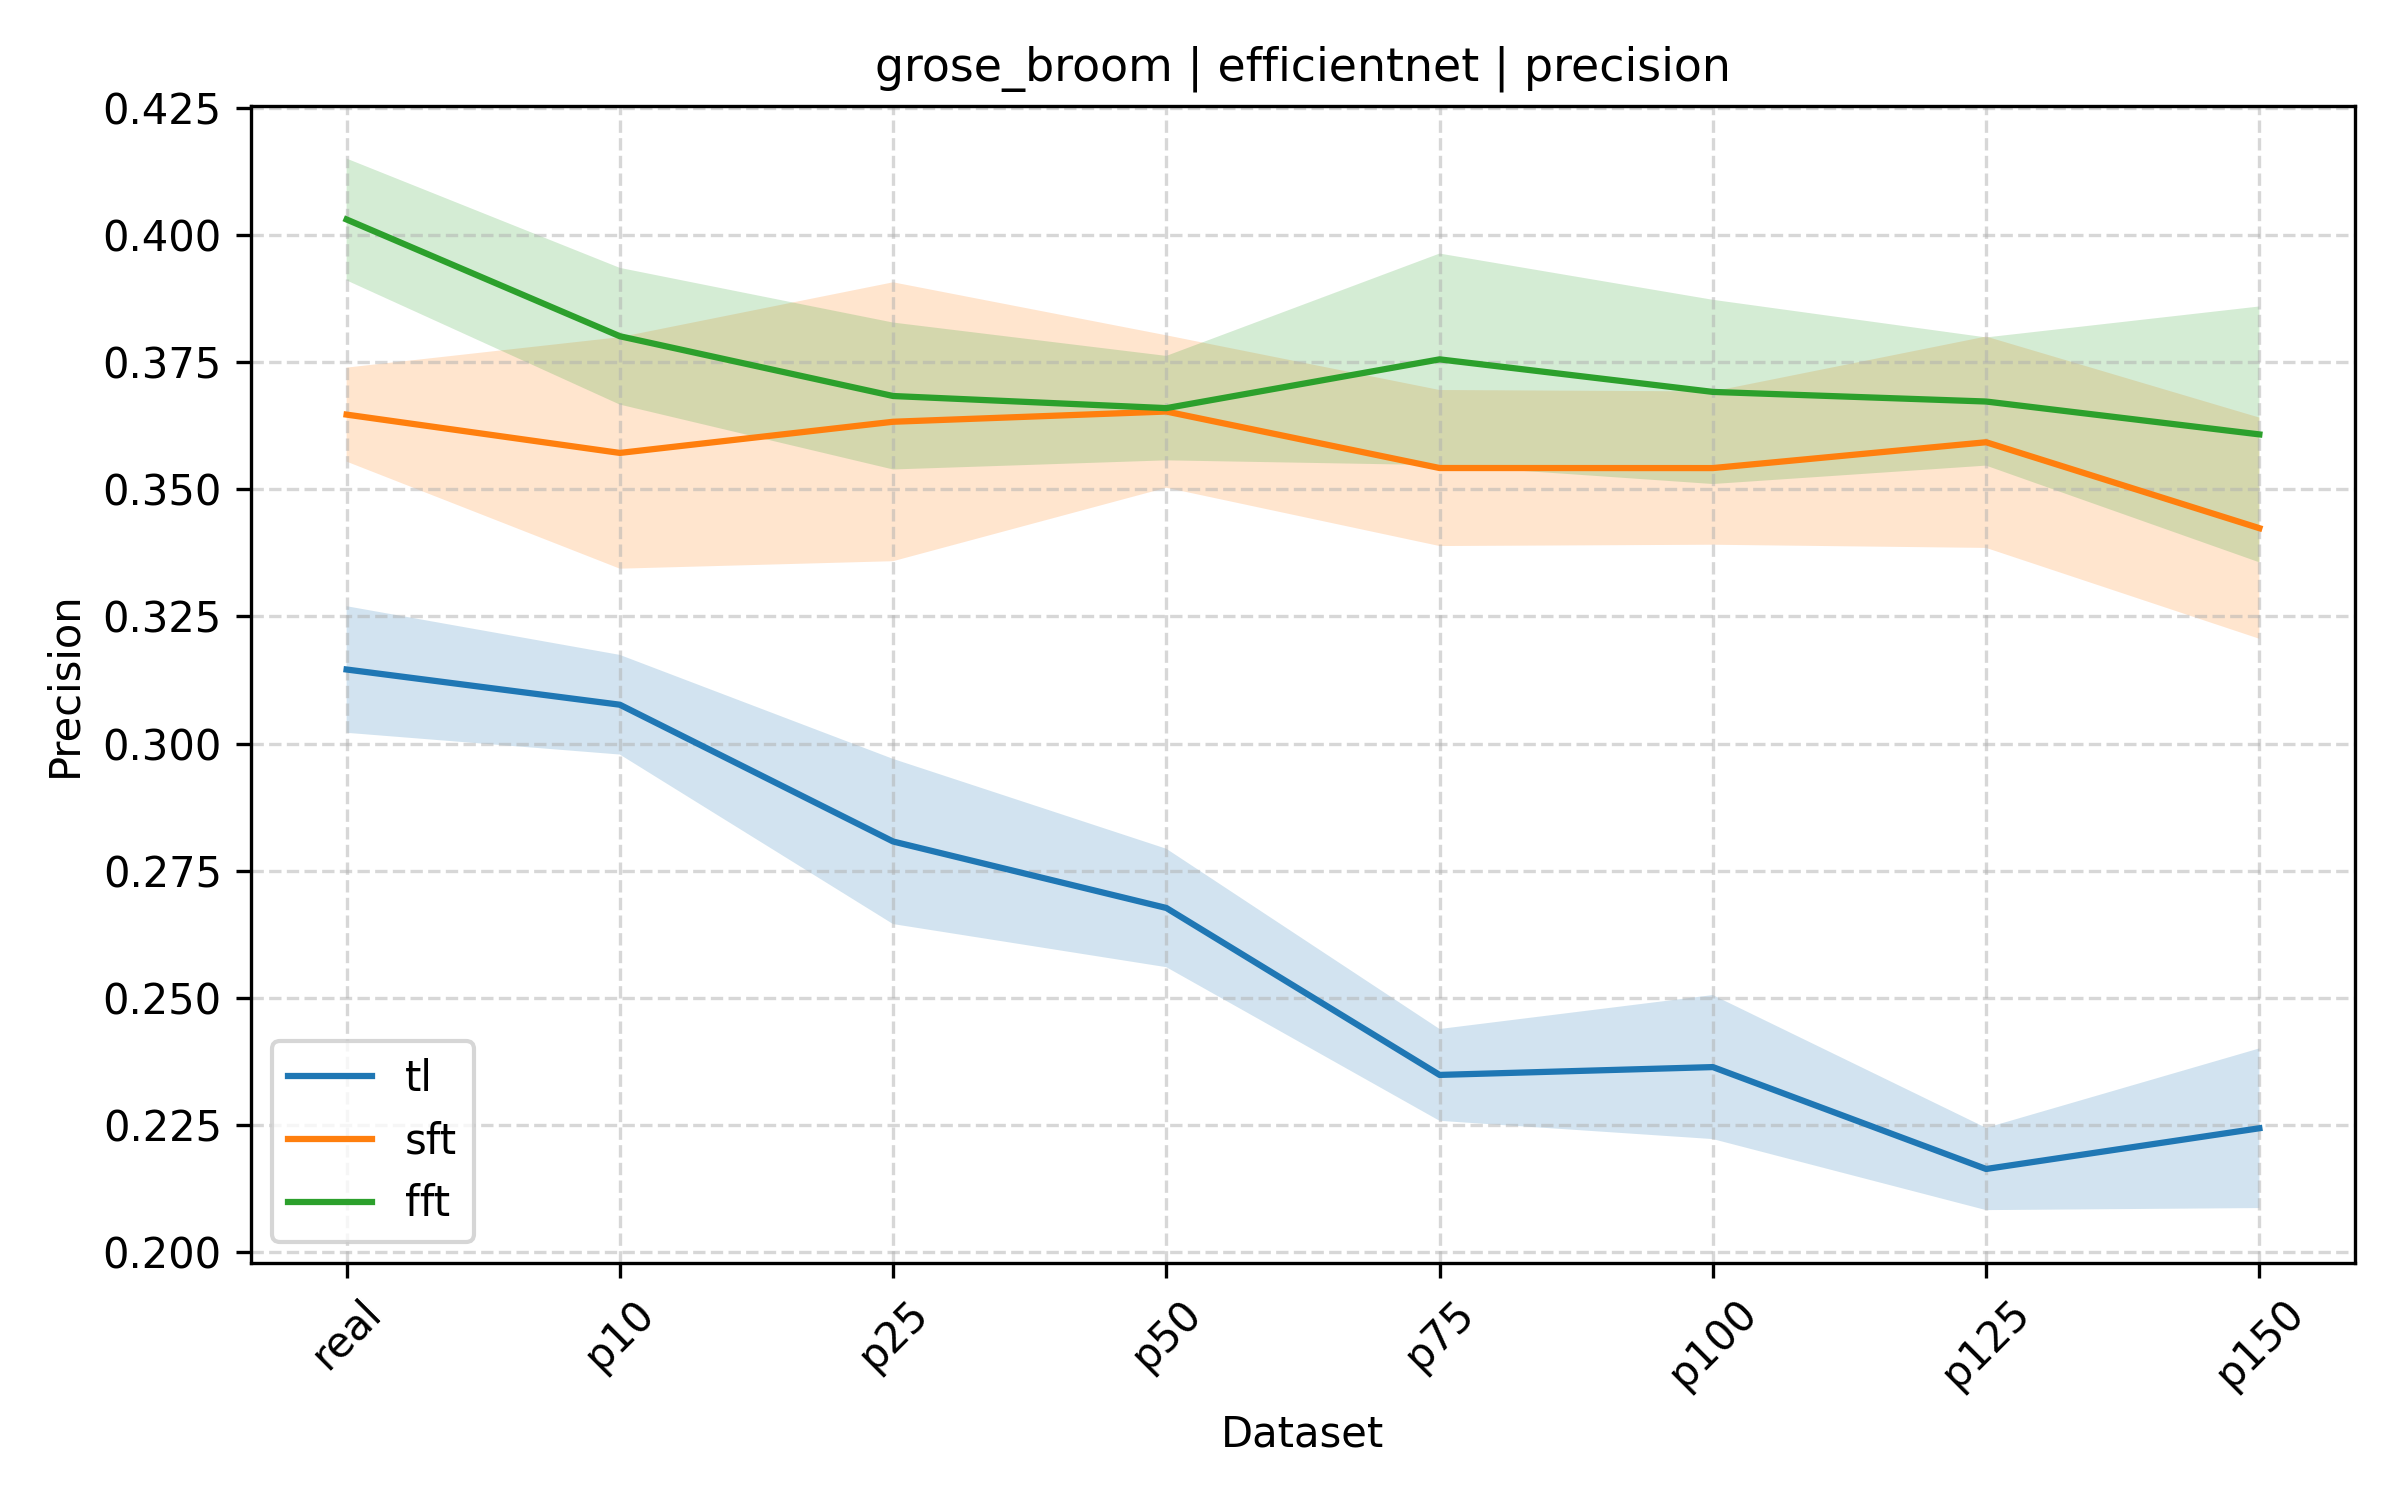 grose_broom | efficientnet | precision
0.425
0.400
0.375
0.350
0.325
0.300
0.275
0.250
0.225
0.200
Precision
tl
sft
fft
real
p10
p25
p50
p75
p100
p125
p150
Dataset